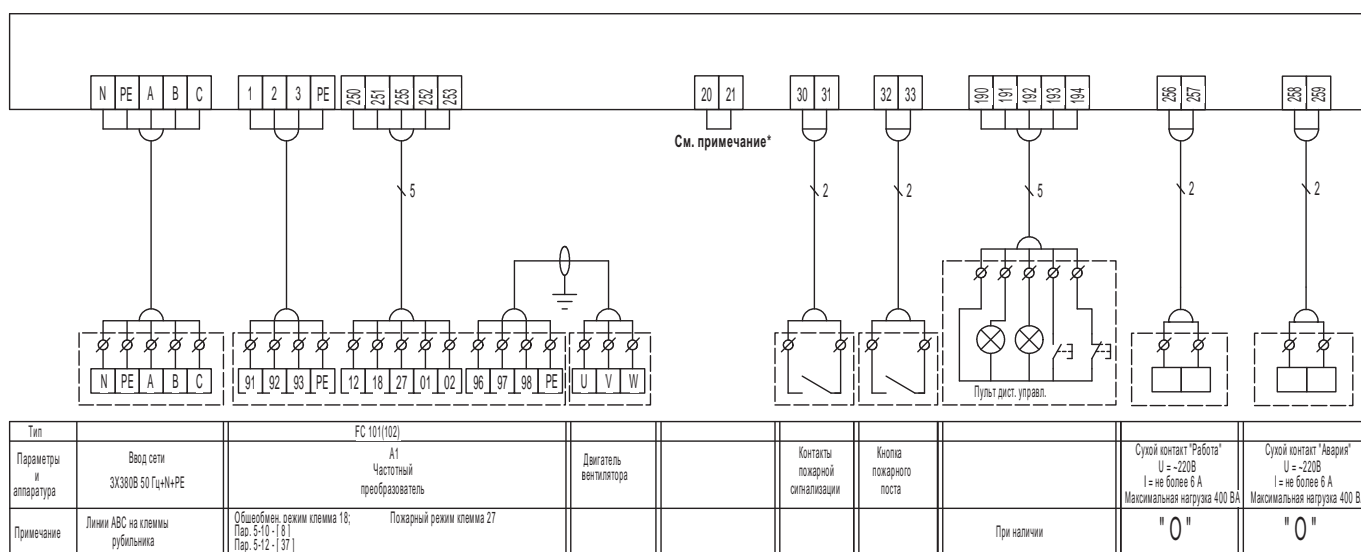 N PE A B C 1 2 3 PE 250 251 255 252 253 20 21 30 31 32 33 190 191 192 193 194 256 257 258 259
См. примечание*
5 2 2 5 2 2
N PE A B C 91 92 93 PE 12 18 27 01 02 96 97 98 PE U V W
Пульт дист. управл.
Тип
FC 101(102)
Параметры
и
аппаратура
Ввод сети
3X380В 50 Гц+N+PE
A1
Частотный
преобразователь
Двигатель
вентилятора
Контакты
пожарной
сигнализации
Кнопка
пожарного
поста
Сухой контакт "Работа"
U = ~220В
I = не более 6 А
Максимальная нагрузка 400 ВА
Сухой контакт "Авария"
U = ~220В
I = не более 6 А
Максимальная нагрузка 400 В
Примечание
Линии ABC на клеммы
рубильника
Общеобмен. режим клемма 18; Пожарный режим клемма 27
Пар. 5-10 - [ 8 ]
Пар. 5-12 - [ 37 ]
При наличии
" O "
" O "